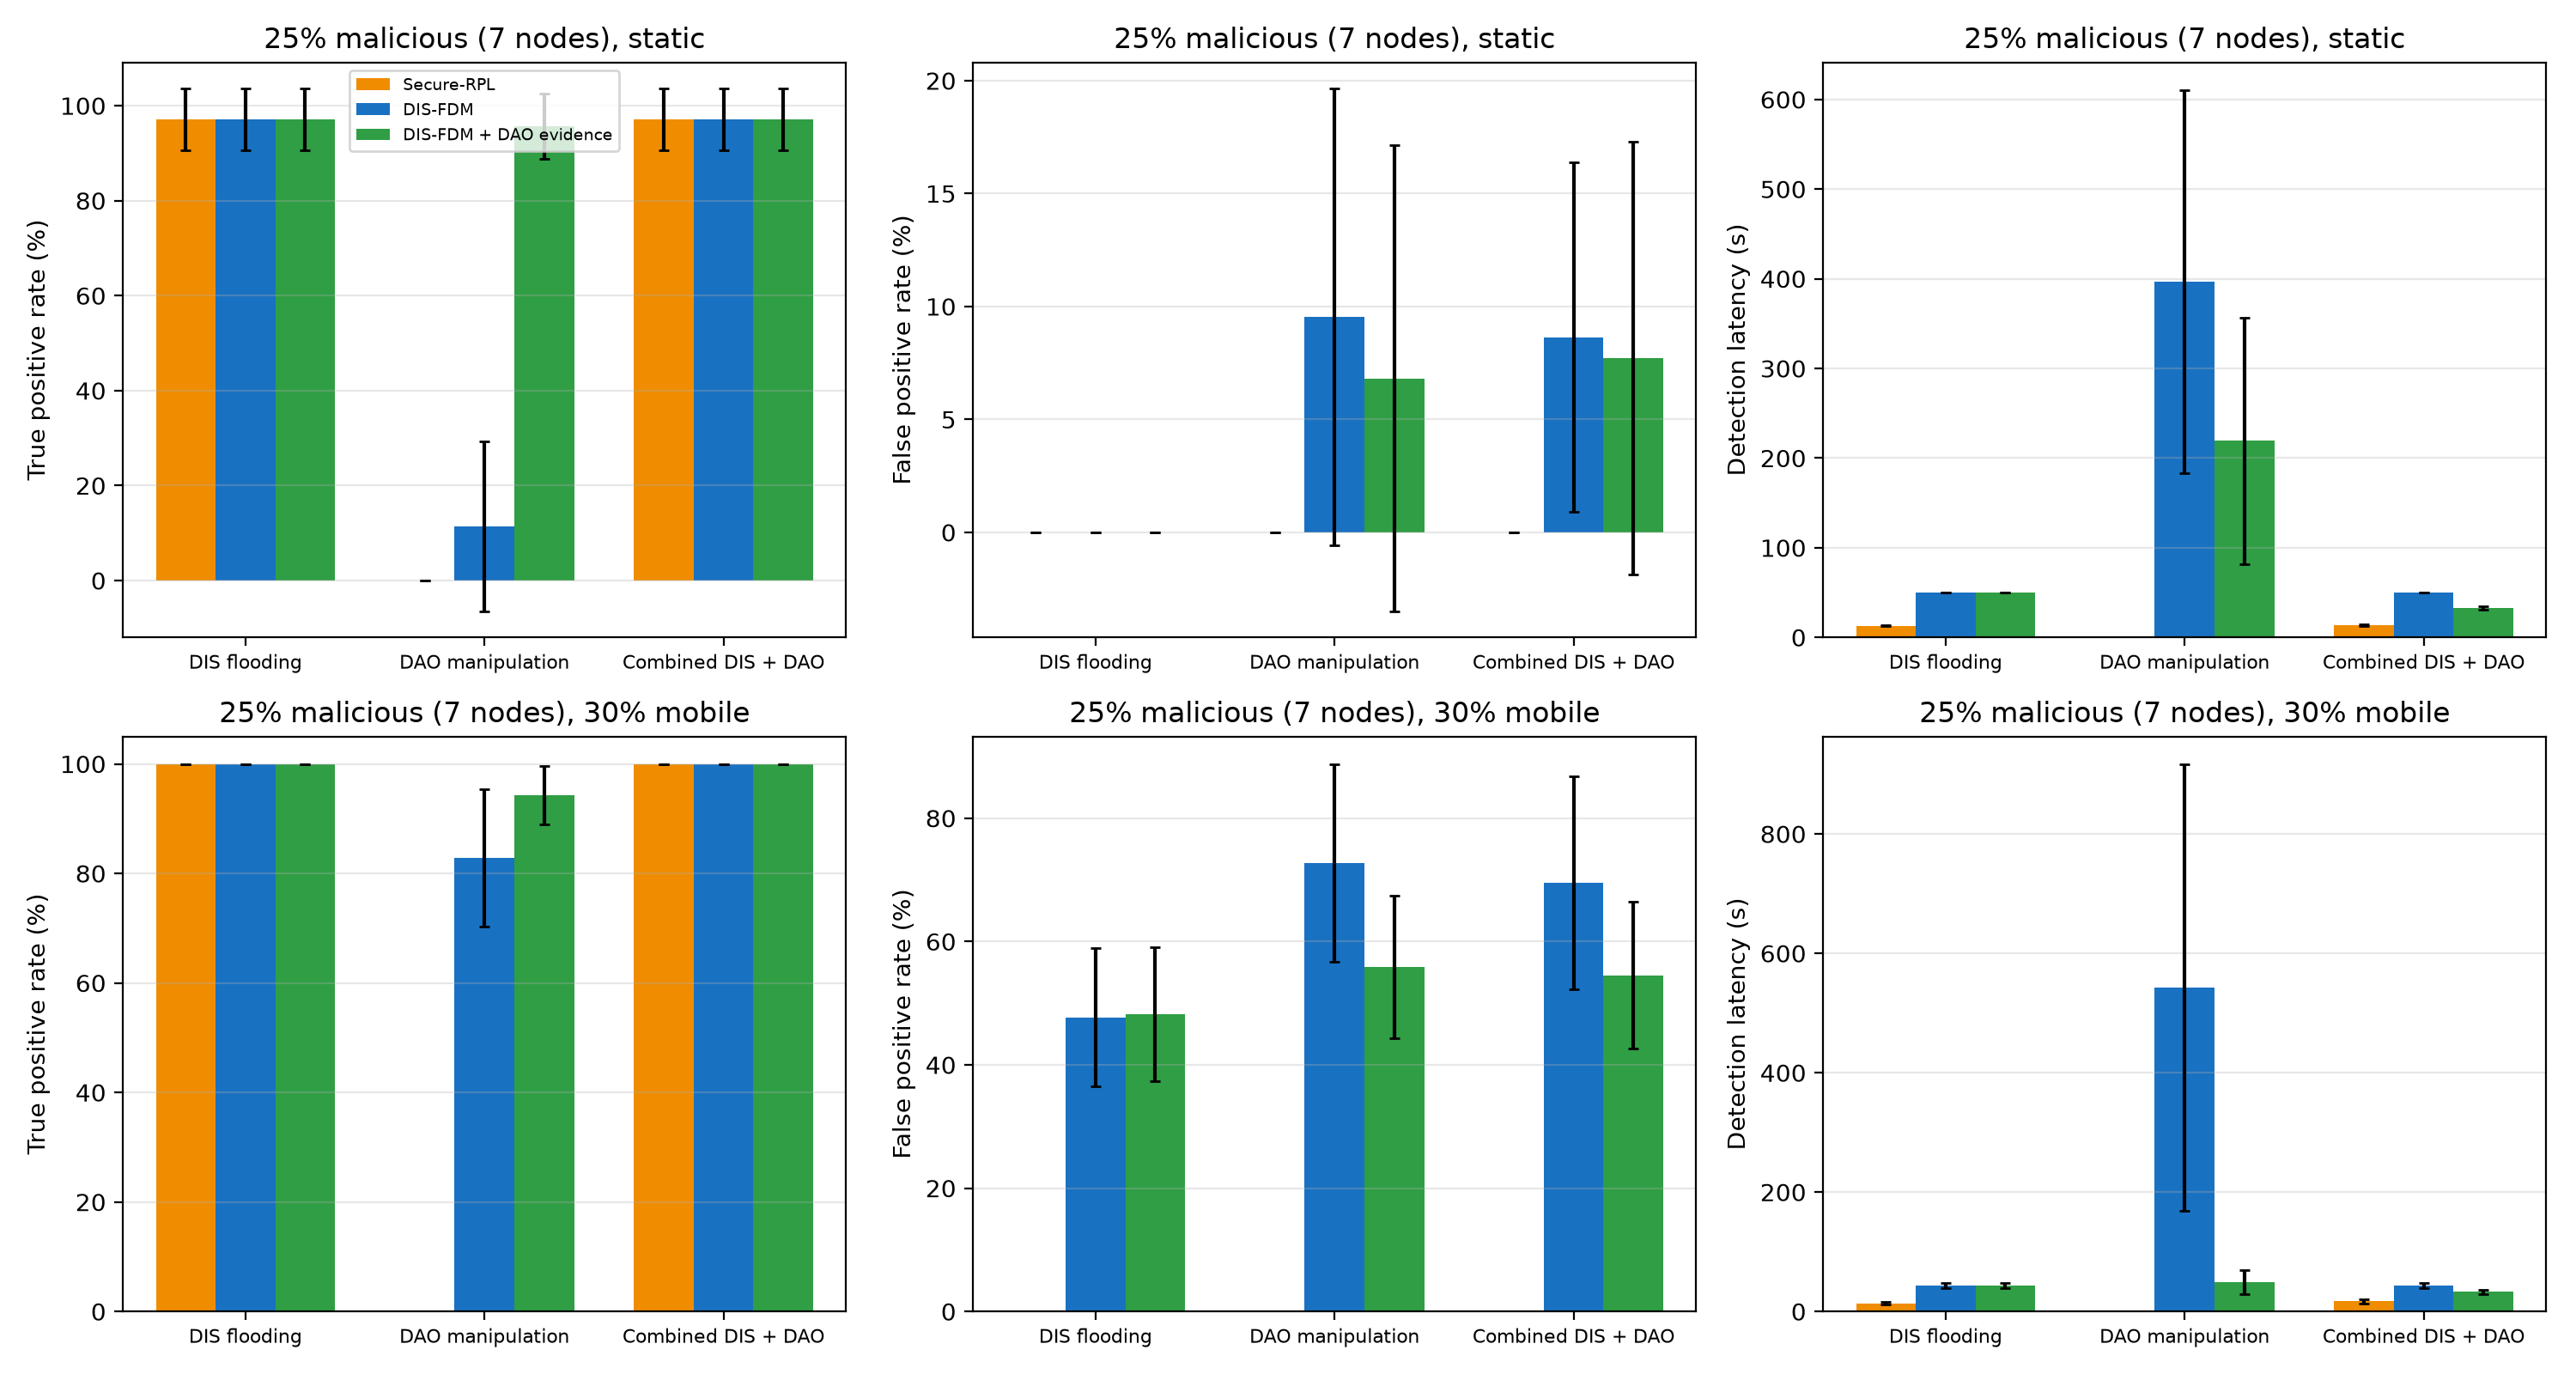 25% malicious (7 nodes), static
True positive rate (%)
100
80
60
40
20
0
Secure-RPL
DIS-FDM
DIS-FDM + DAO evidence
DIS flooding
DAO manipulation
Combined DIS + DAO
25% malicious (7 nodes), static
False positive rate (%)
20
15
10
5
0
DIS flooding
DAO manipulation
Combined DIS + DAO
25% malicious (7 nodes), static
Detection latency (s)
600
500
400
300
200
100
0
DIS flooding
DAO manipulation
Combined DIS + DAO
25% malicious (7 nodes), 30% mobile
True positive rate (%)
100
80
60
40
20
0
DIS flooding
DAO manipulation
Combined DIS + DAO
25% malicious (7 nodes), 30% mobile
False positive rate (%)
80
60
40
20
0
DIS flooding
DAO manipulation
Combined DIS + DAO
25% malicious (7 nodes), 30% mobile
Detection latency (s)
800
600
400
200
0
DIS flooding
DAO manipulation
Combined DIS + DAO